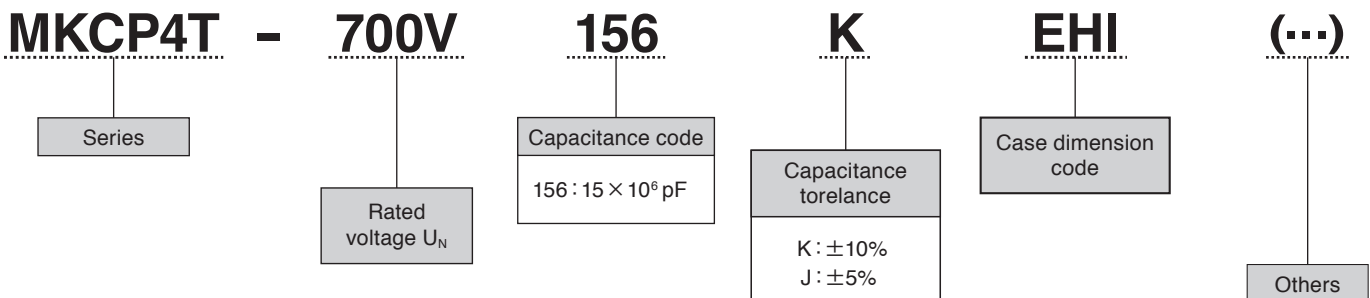 MKCP4T - 700V 156 K EHI (···)
Series
Rated
voltage UN
Capacitance code
156 : 15 × 10⁶ pF
Capacitance
torelance
K : ±10%
J : ±5%
Case dimension
code
Others